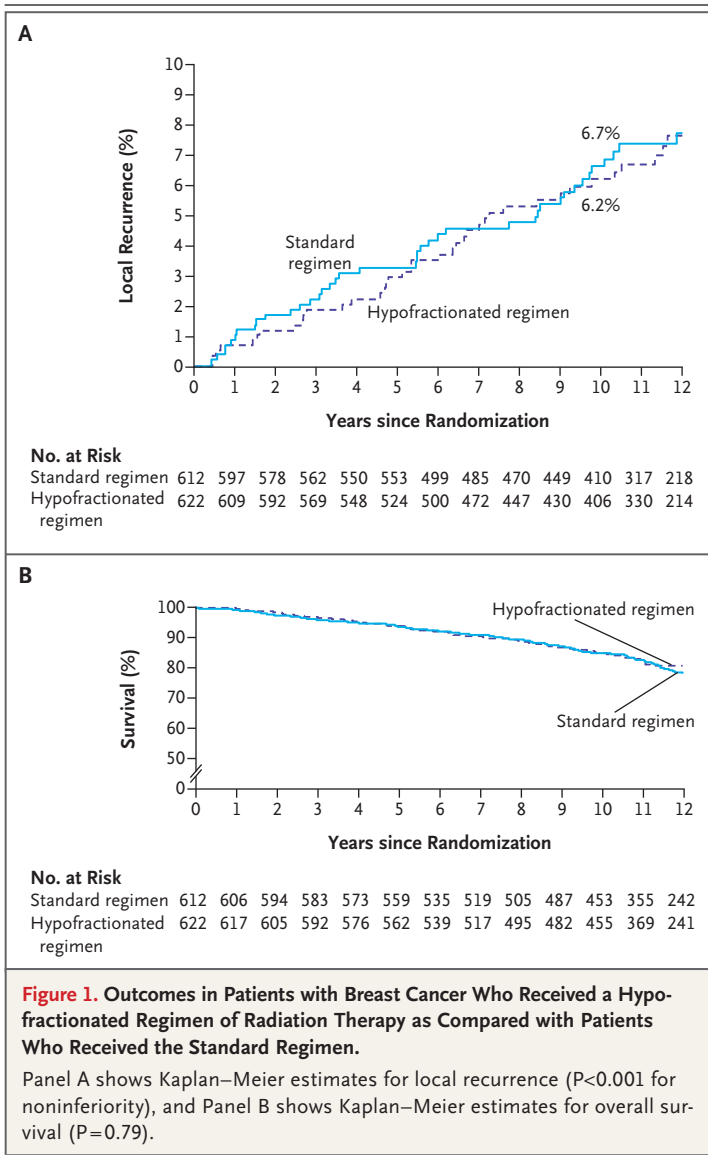 A
10
9
8
7
6
5
4
3
2
1
0
Local Recurrence (%)
6.7%
6.2%
Standard
regimen
Hypofractionated regimen
0 1 2 3 4 5 6 7 8 9 10 11 12
Years since Randomization
No. at Risk
Standard regimen 612 597 578 562 550 553 499 485 470 449 410 317 218
Hypofractionated 622 609 592 569 548 524 500 472 447 430 406 330 214
regimen
B
100
90
80
70
60
50
0
Survival (%)
Hypofractionated regimen
Standard regimen
0 1 2 3 4 5 6 7 8 9 10 11 12
Years since Randomization
No. at Risk
Standard regimen 612 606 594 583 573 559 535 519 505 487 453 355 242
Hypofractionated 622 617 605 592 576 562 539 517 495 482 455 369 241
regimen
Figure 1. Outcomes in Patients with Breast Cancer Who Received a Hypo-
fractionated Regimen of Radiation Therapy as Compared with Patients
Who Received the Standard Regimen.
Panel A shows Kaplan–Meier estimates for local recurrence (P<0.001 for
noninferiority), and Panel B shows Kaplan–Meier estimates for overall sur-
vival (P=0.79).